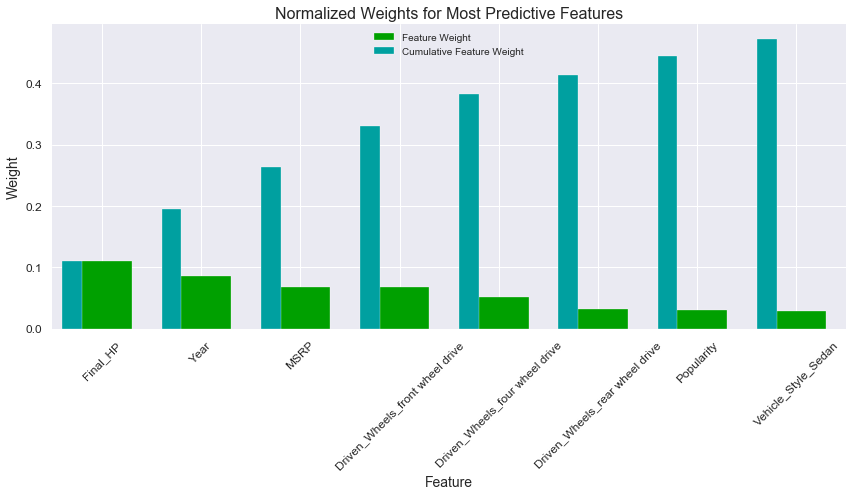 Normalized Weights for Most Predictive Features
Feature Weight
Cumulative Feature Weight
Weight
0.4
0.3
0.2
0.1
0.0
Final_HP
Year
MSRP
Driven_Wheels_front wheel drive
Driven_Wheels_four wheel drive
Driven_Wheels_rear wheel drive
Popularity
Vehicle_Style_Sedan
Feature